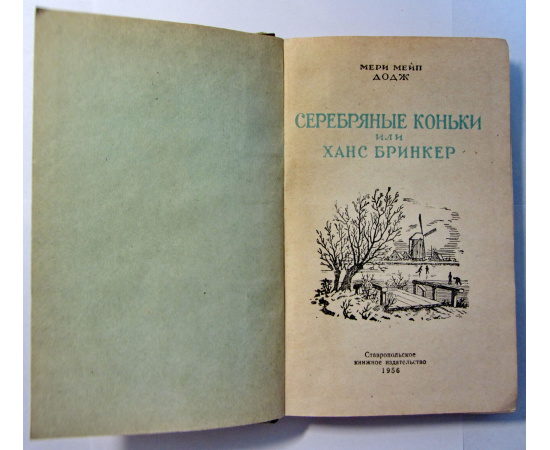 МЕРИ МЕЙП
ДОДЖ
СЕРЕБРЯНЫЕ КОНЬКИ
ИЛИ
ХАНС БРИНКЕР
Ставропольское
книжное издательство
1956